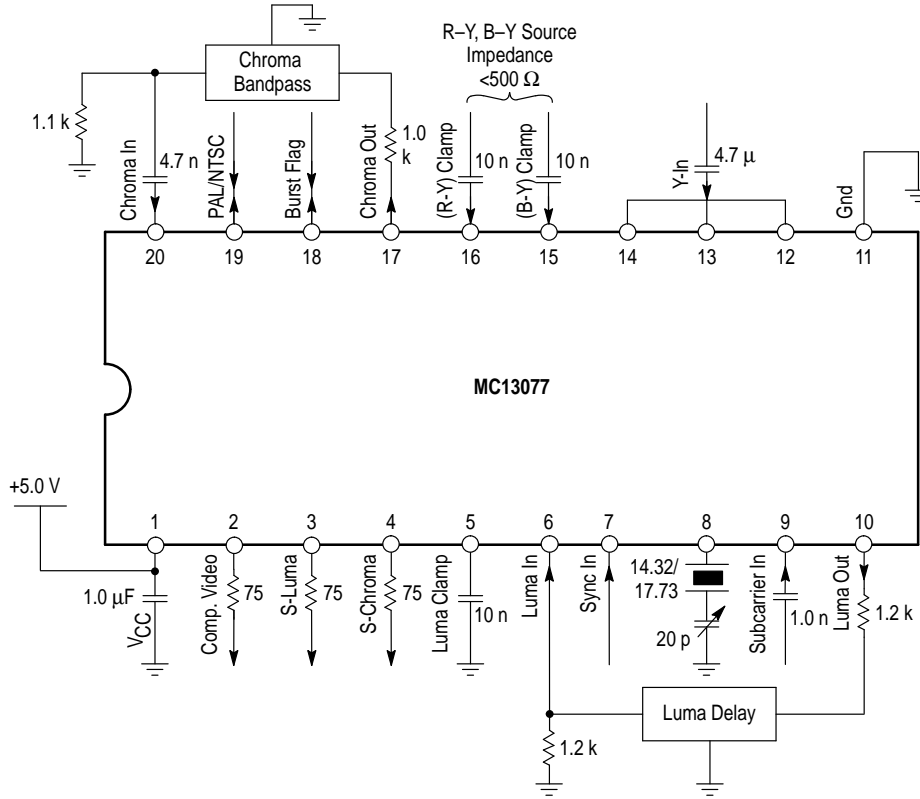 R–Y, B–Y Source
Impedance
<500 Ω
Chroma
Bandpass
1.1 k
Chroma In
4.7 n
PAL/NTSC
Burst Flag
Chroma Out
1.0
k
(R-Y) Clamp
10 n
(B-Y) Clamp
10 n
Y-In
4.7 µ
Gnd
20
19
18
17
16
15
14
13
12
11
MC13077
+5.0 V
1
2
3
4
5
6
7
8
9
10
1.0 µF
VCC
Comp. Video
75
S-Luma
75
S-Chroma
75
Luma Clamp
10 n
Luma In
Sync In
14.32/
17.73
20 p
Subcarrier In
1.0 n
Luma Out
1.2 k
Luma Delay
1.2 k